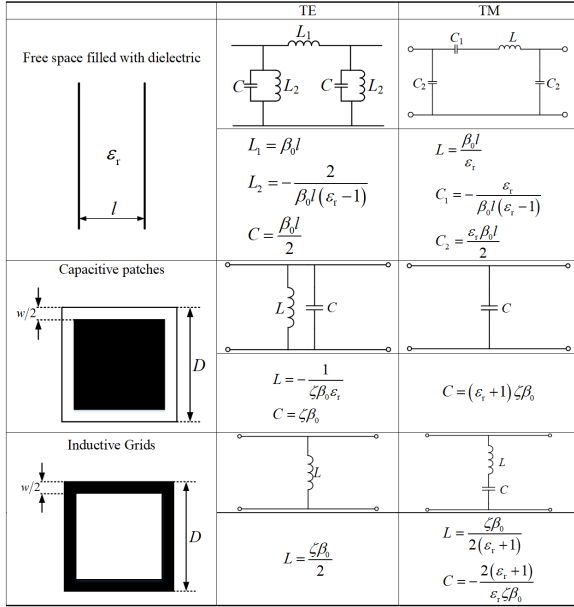 TE
TM
Free space filled with dielectric
εᵣ
l
L₁
C
L₂
C
L₂
C₁
L
C₂
C₂
L₁ = β₀l
L₂ = − 2 / (β₀l(εᵣ−1))
C = β₀l / 2
L = β₀l / εᵣ
C₁ = − εᵣ / (β₀l(εᵣ−1))
C₂ = εᵣβ₀l / 2
Capacitive patches
w/2
D
L
C
C
L = − 1 / (ζβ₀εᵣ)
C = ζβ₀
C = (εᵣ+1)ζβ₀
Inductive Grids
w/2
D
L
L
C
L = ζβ₀ / 2
L = ζβ₀ / (2(εᵣ+1))
C = − 2(εᵣ+1) / (εᵣζβ₀)